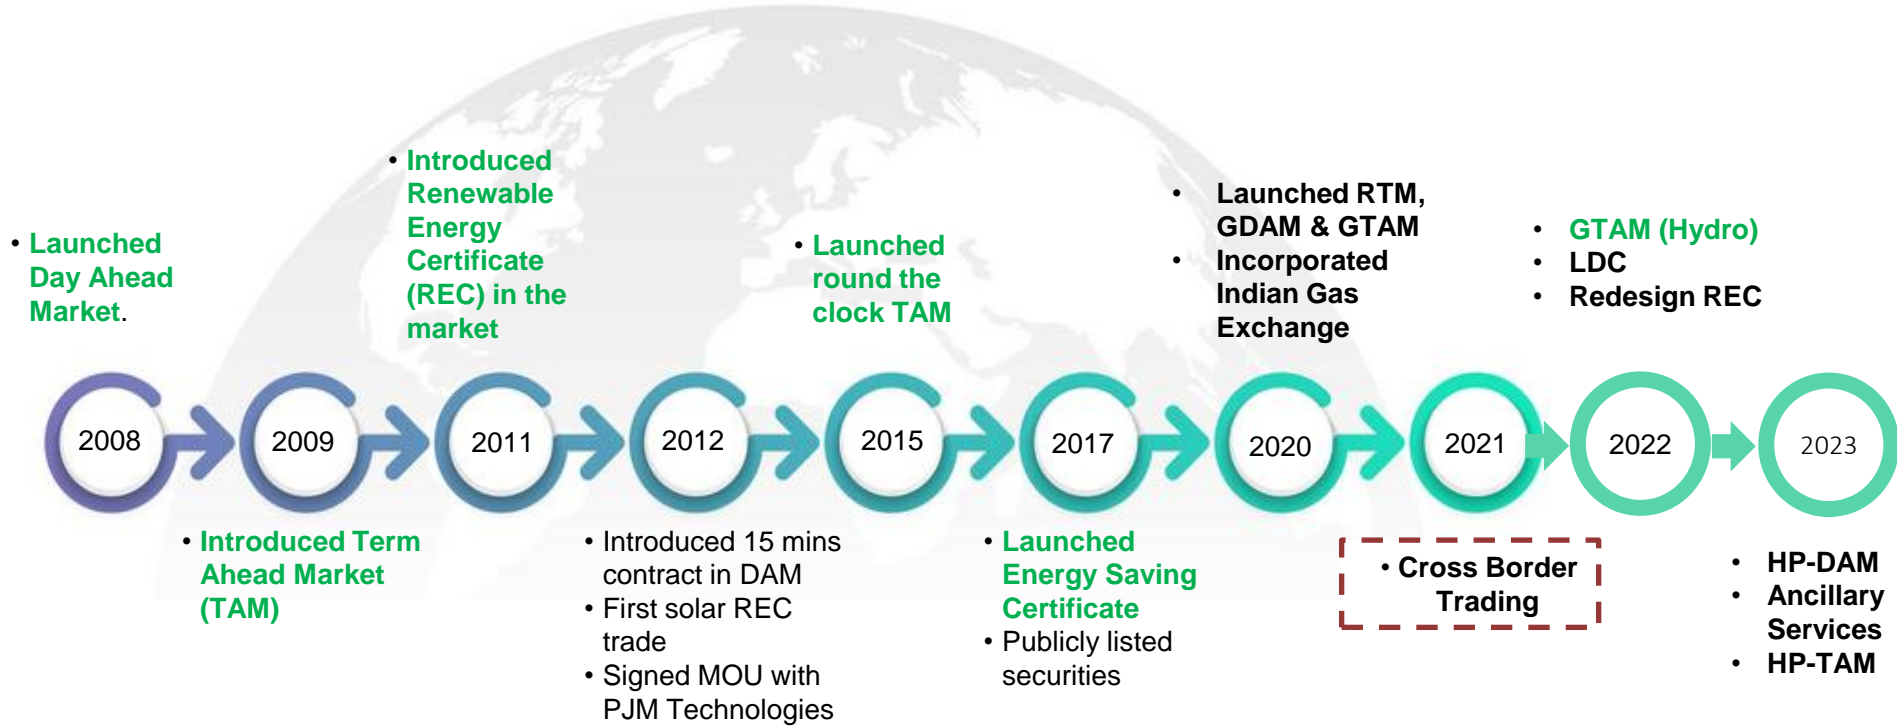 • Launched
Day Ahead
Market.
• Introduced
Renewable
Energy
Certificate
(REC) in the
market
• Launched
round the
clock TAM
• Launched RTM,
GDAM & GTAM
• Incorporated
Indian Gas
Exchange
• GTAM (Hydro)
• LDC
• Redesign REC
2008
2009
2011
2012
2015
2017
2020
2021
2022
2023
• Introduced Term
Ahead Market
(TAM)
• Introduced 15 mins
contract in DAM
• First solar REC
trade
• Signed MOU with
PJM Technologies
• Launched
Energy Saving
Certificate
• Publicly listed
securities
• Cross Border
Trading
• HP-DAM
• Ancillary
Services
• HP-TAM